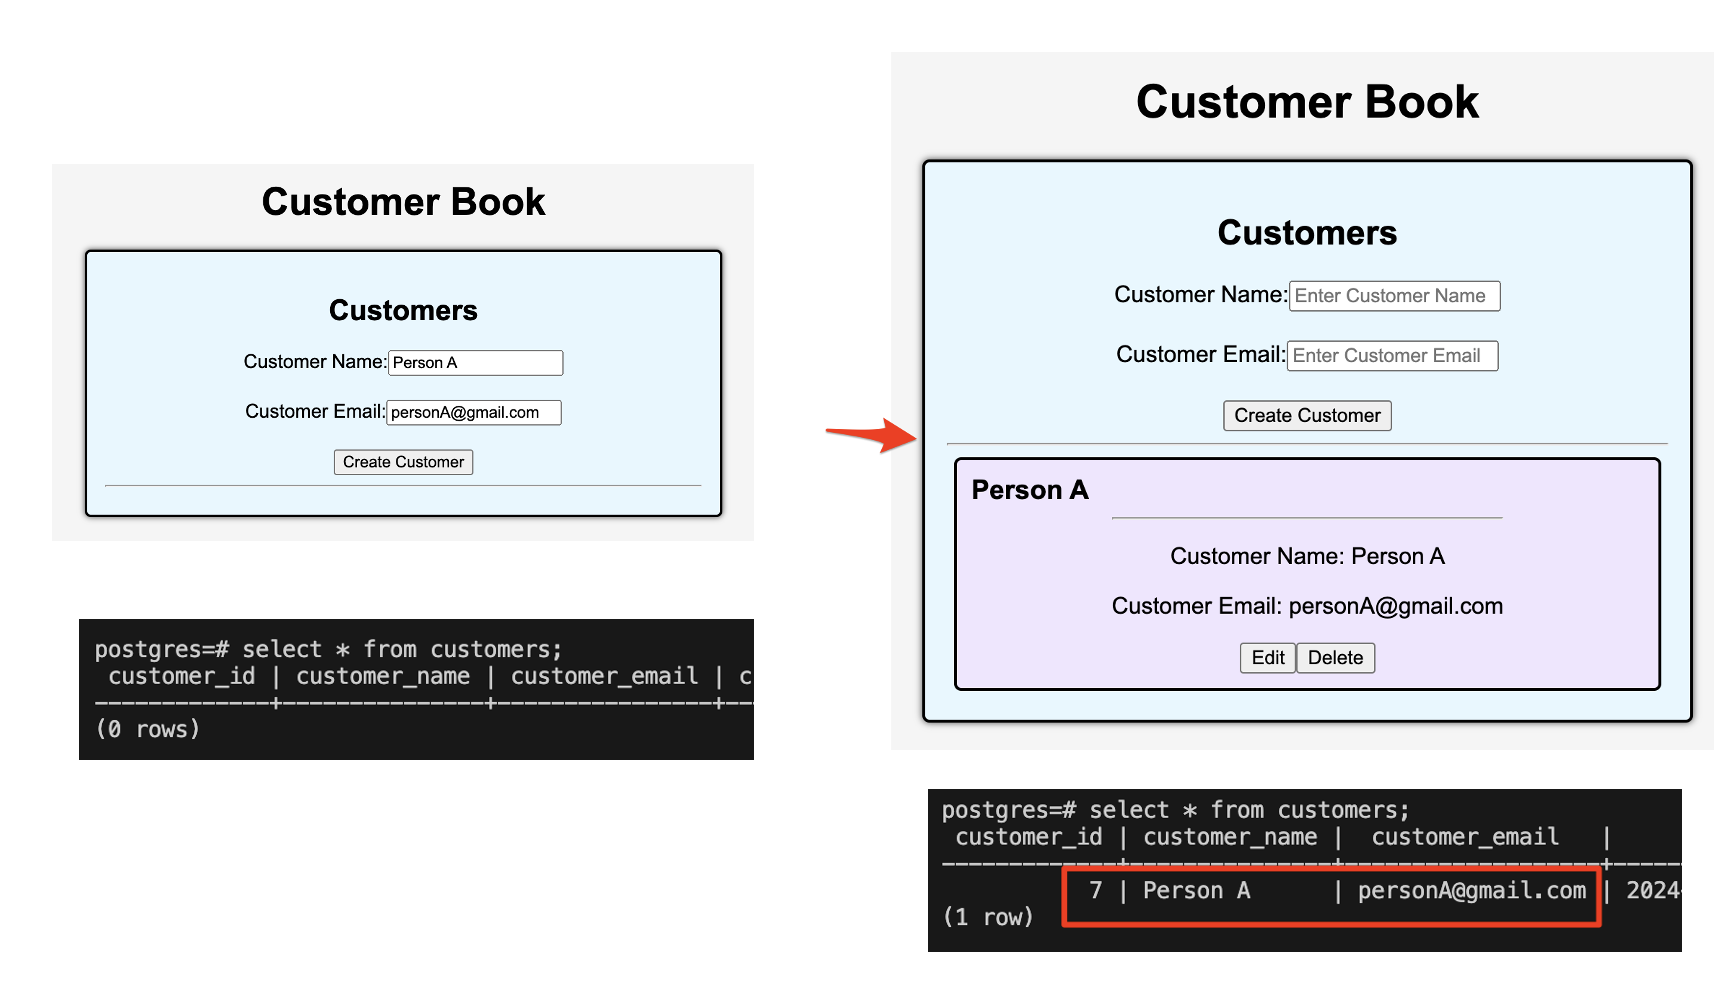 Customer Book
Customers
Customer Name: Person A
Customer Email: personA@gmail.com
Create Customer
postgres=# select * from customers;
customer_id | customer_name | customer_email | c
-------------+---------------+----------------+--
(0 rows)
Customer Book
Customers
Customer Name: Enter Customer Name
Customer Email: Enter Customer Email
Create Customer
Person A
Customer Name: Person A
Customer Email: personA@gmail.com
Edit Delete
postgres=# select * from customers;
customer_id | customer_name | customer_email |
-------------+---------------+-------------------+-----
7 | Person A | personA@gmail.com | 2024-
(1 row)